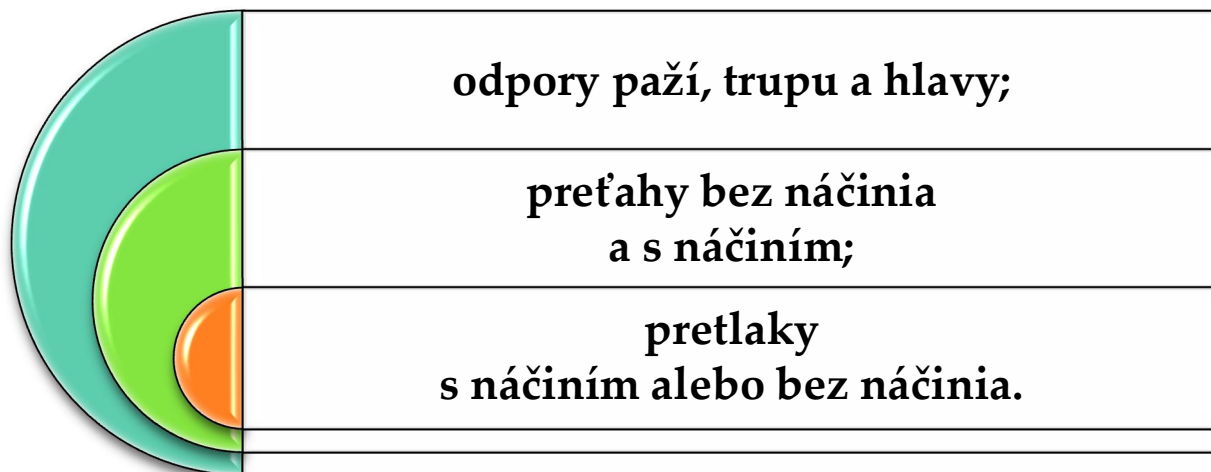 odpory paží, trupu a hlavy;
preťahy bez náčinia
a s náčiním;
pretlaky
s náčiním alebo bez náčinia.